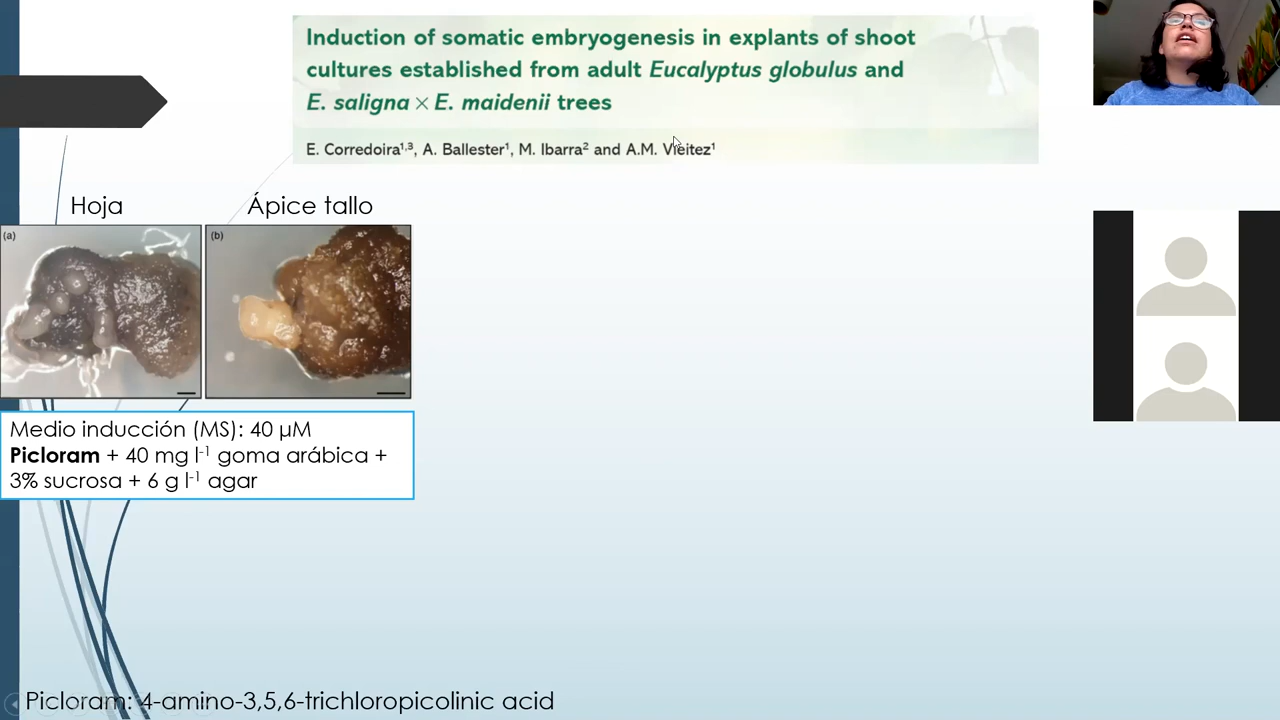 Induction of somatic embryogenesis in explants of shoot
cultures established from adult Eucalyptus globulus and
E. saligna × E. maidenii trees
E. Corredoira¹,³, A. Ballester¹, M. Ibarra² and A.M. Vieitez¹
Hoja
Ápice tallo
(a)
(b)
Medio inducción (MS): 40 µM
Picloram + 40 mg l⁻¹ goma arábica +
3% sucrosa + 6 g l⁻¹ agar
Picloram: 4-amino-3,5,6-trichloropicolinic acid